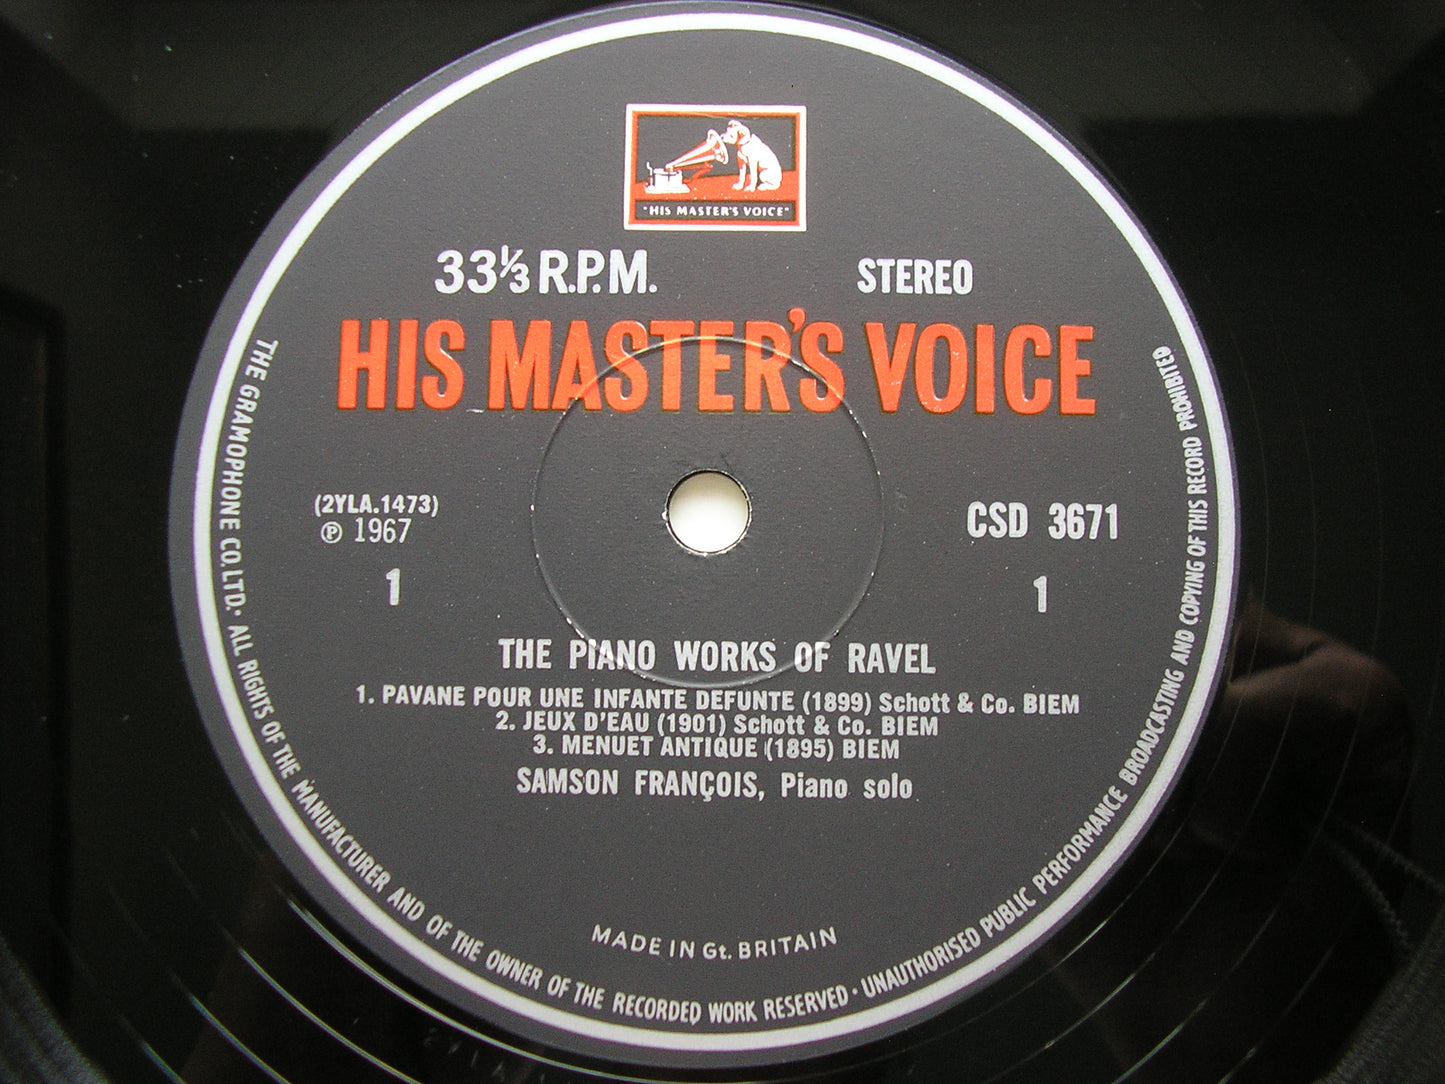 "HIS MASTER'S VOICE"
33⅓ R.P.M. STEREO
HIS MASTER'S VOICE
(2YLA.1473)
℗ 1967
CSD 3671
1 1
THE PIANO WORKS OF RAVEL
1. PAVANE POUR UNE INFANTE DEFUNTE (1899) Schott & Co. BIEM
2. JEUX D'EAU (1901) Schott & Co. BIEM
3. MENUET ANTIQUE (1895) BIEM
SAMSON FRANÇOIS, Piano solo
MADE IN Gt. BRITAIN
THE GRAMOPHONE CO. LTD. · ALL RIGHTS OF THE MANUFACTURER AND OF THE OWNER OF THE RECORDED WORK RESERVED · UNAUTHORISED PUBLIC PERFORMANCE BROADCASTING AND COPYING OF THIS RECORD PROHIBITED